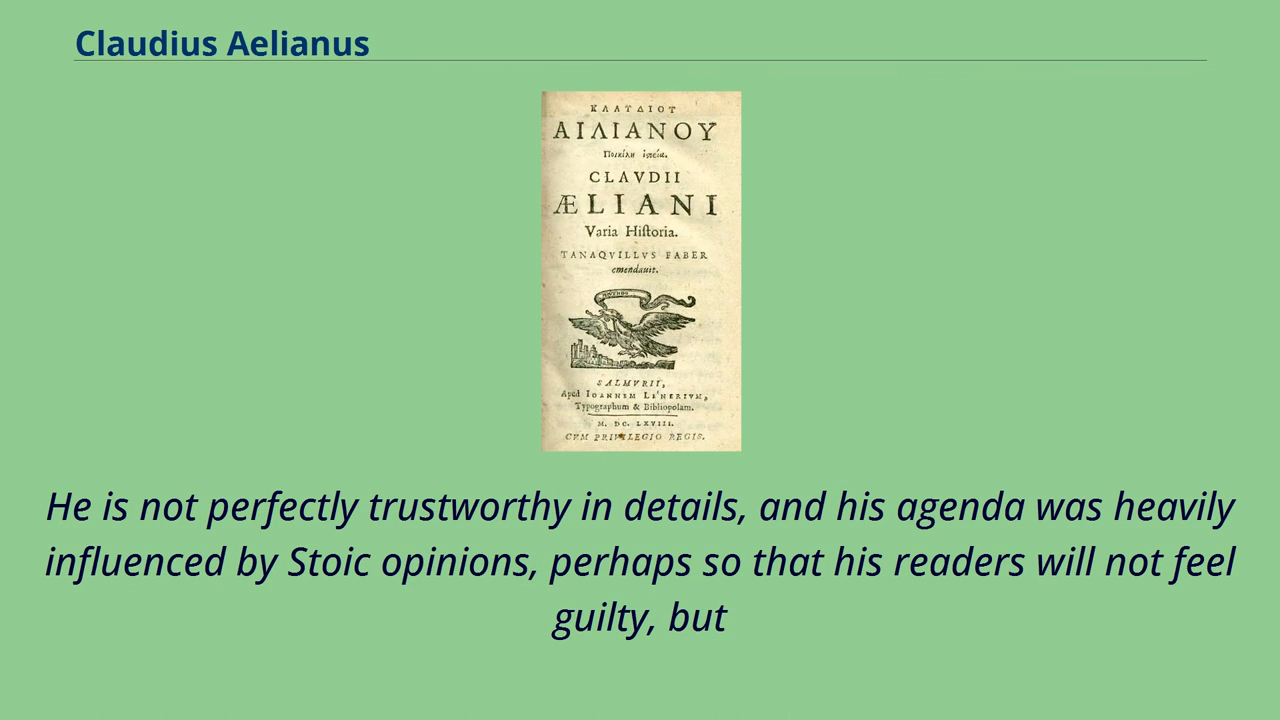 Claudius Aelianus
ΚΛΑΥΔΙΟΥ
ΑΙΛΙΑΝΟΥ
CLAVDII
ÆLIANI
Varia Hiſtoria.
TANAQVILLVS FABER
emendauit.
SALMVRII,
Typographum & Bibliopolam.
M. DC. LXVIII.
CVM PRIVILEGIO REGIS.
He is not perfectly trustworthy in details, and his agenda was heavily
influenced by Stoic opinions, perhaps so that his readers will not feel
guilty, but